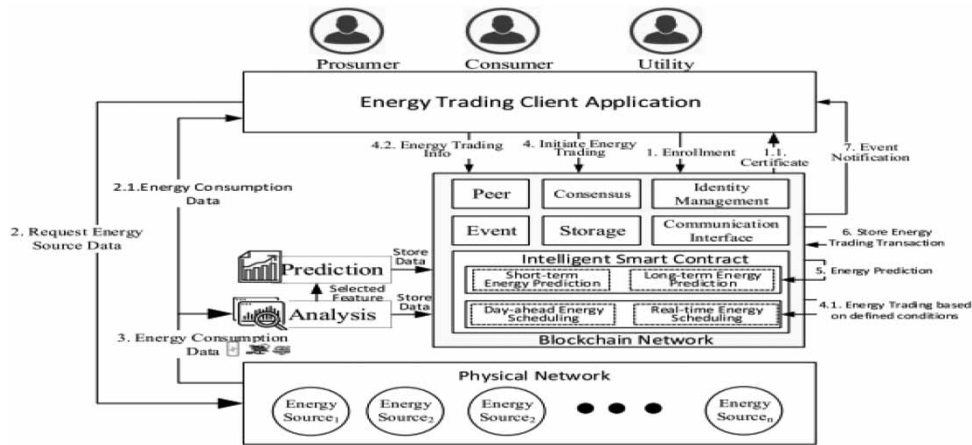 Prosumer
Consumer
Utility
Energy Trading Client Application
4.2. Energy Trading
Info
4. Initiate Energy
Trading
1. Enrollment
1.1.
Certificate
7. Event
Notification
2.1.Energy Consumption
Data
2. Request Energy
Source Data
Peer
Consensus
Identity
Management
Event
Storage
Communication
Interface
6. Store Energy
Trading Transaction
Prediction
Store
Data
Intelligent Smart Contract
Short-term
Energy Prediction
Long-term Energy
Prediction
5. Energy Prediction
Selected
Feature
Analysis
Store
Data
Day-ahead Energy
Scheduling
Real-time Energy
Scheduling
4.1. Energy Trading based
on defined conditions
3. Energy Consumption
Data
Blockchain Network
Physical Network
Energy
Source1
Energy
Source2
Energy
Source2
Energy
Sourcen